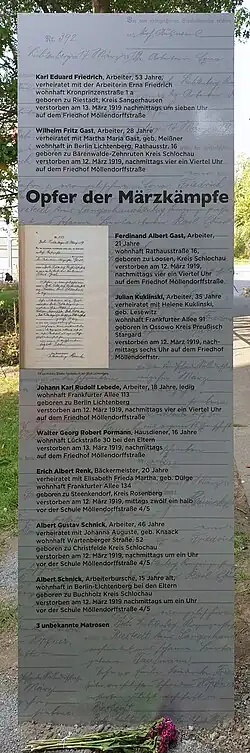 Karl Eduard Friedrich, Arbeiter, 53 Jahre,
verheiratet mit der Arbeiterin Erna Friedrich
wohnhaft Kronprinzenstraße 1 a
geboren zu Riestadt, Kreis Sangerhausen
verstorben am 13. März 1919 nachmittags um sieben Uhr
auf dem Friedhof Möllendorffstraße
Wilhelm Fritz Gast, Arbeiter, 28 Jahre
verheiratet mit Martha Maria Gast, geb. Meißner
wohnhaft in Berlin Lichtenberg, Rathausstr. 16
geboren zu Bärenwalde-Zehnruten Kreis Schlochau
verstorben am 12. März 1919, nachmittags vier ein Viertel Uhr
auf dem Friedhof Möllendorffstraße
Opfer der Märzkämpfe
Ferdinand Albert Gast, Arbeiter,
21 Jahre
wohnhaft Rathausstraße 16,
geboren zu Loosen, Kreis Schlochau
verstorben am 12. März 1919,
nachmittags vier ein Viertel Uhr
auf dem Friedhof Möllendorffstraße
Julian Kuklinski, Arbeiter, 35 Jahre
verheiratet mit Helene Kuklinski,
geb. Lesewitz
wohnhaft Frankfurter Allee 91
geboren in Ossowo Kreis Preußisch
Stargard
verstorben am 12. März 1919, nach-
mittags sechs Uhr auf dem Friedhof
Möllendorffstr.
Johann Karl Rudolf Lebede, Arbeiter, 18 Jahre, ledig
wohnhaft Frankfurter Allee 113
geboren zu Berlin Lichtenberg
verstorben am 12. März 1919 nachmittags vier ein Viertel Uhr
auf dem Friedhof Möllendorffstraße
Walter Georg Robert Pormann, Hausdiener, 16 Jahre
wohnhaft Lückstraße 30 bei den Eltern
verstorben am 13. März 1919, nachmittags um ein Uhr
auf dem Friedhof Möllendorffstraße
Erich Albert Renk, Bäckermeister, 20 Jahre
verheiratet mit Elisabeth Frieda Martha, geb. Dülge
wohnhaft Frankfurter Allee 134
geboren zu Steenkendorf, Kreis Rosenberg
verstorben am 12. März 1919, mittags zwölf ein halb
vor der Schule Möllendorffstraße 4/5
Albert Gustav Schnick, Arbeiter, 46 Jahre
verheiratet mit Johanna Auguste, geb. Knaack
wohnhaft Wartenberger Straße 52
geboren zu Christfelde Kreis Schlochau
verstorben am 12. März 1919, nachmittags um ein Uhr
vor der Schule Möllendorffstraße 4/5
Albert Schnick, Arbeiterbursche, 15 Jahre alt,
wohnhaft in Berlin-Lichtenberg bei den Eltern
geboren zu Buchholz Kreis Schlochau
verstorben am 12. März 1919 nachmittags um ein Uhr
vor der Schule Möllendorffstraße 4/5
3 unbekannte Matrosen